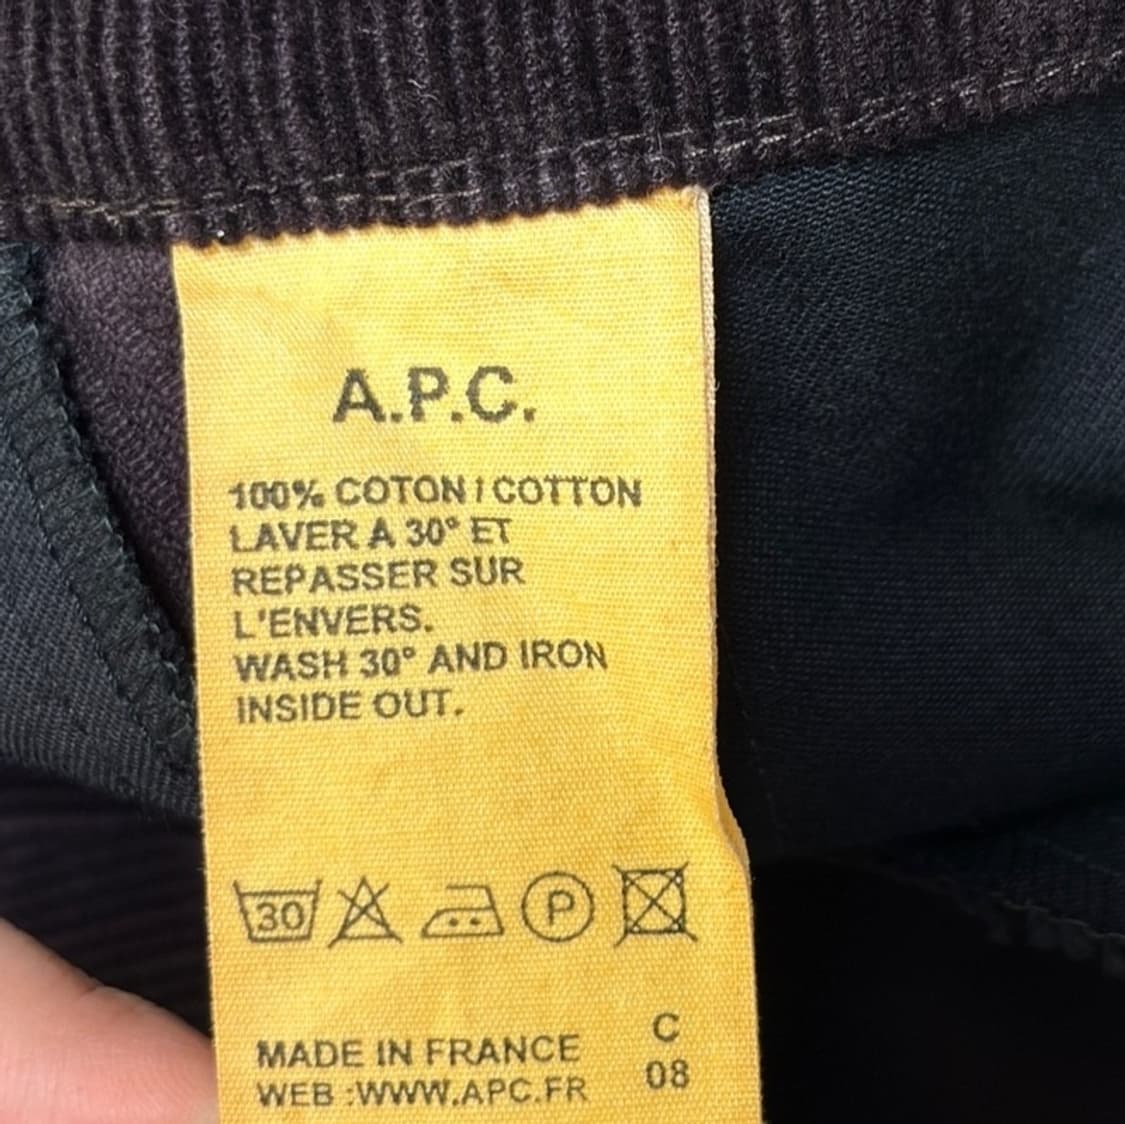 A.P.C.
100% COTON / COTTON
LAVER A 30° ET
REPASSER SUR
L'ENVERS.
WASH 30° AND IRON
INSIDE OUT.
30 P
C
MADE IN FRANCE
08
WEB :WWW.APC.FR